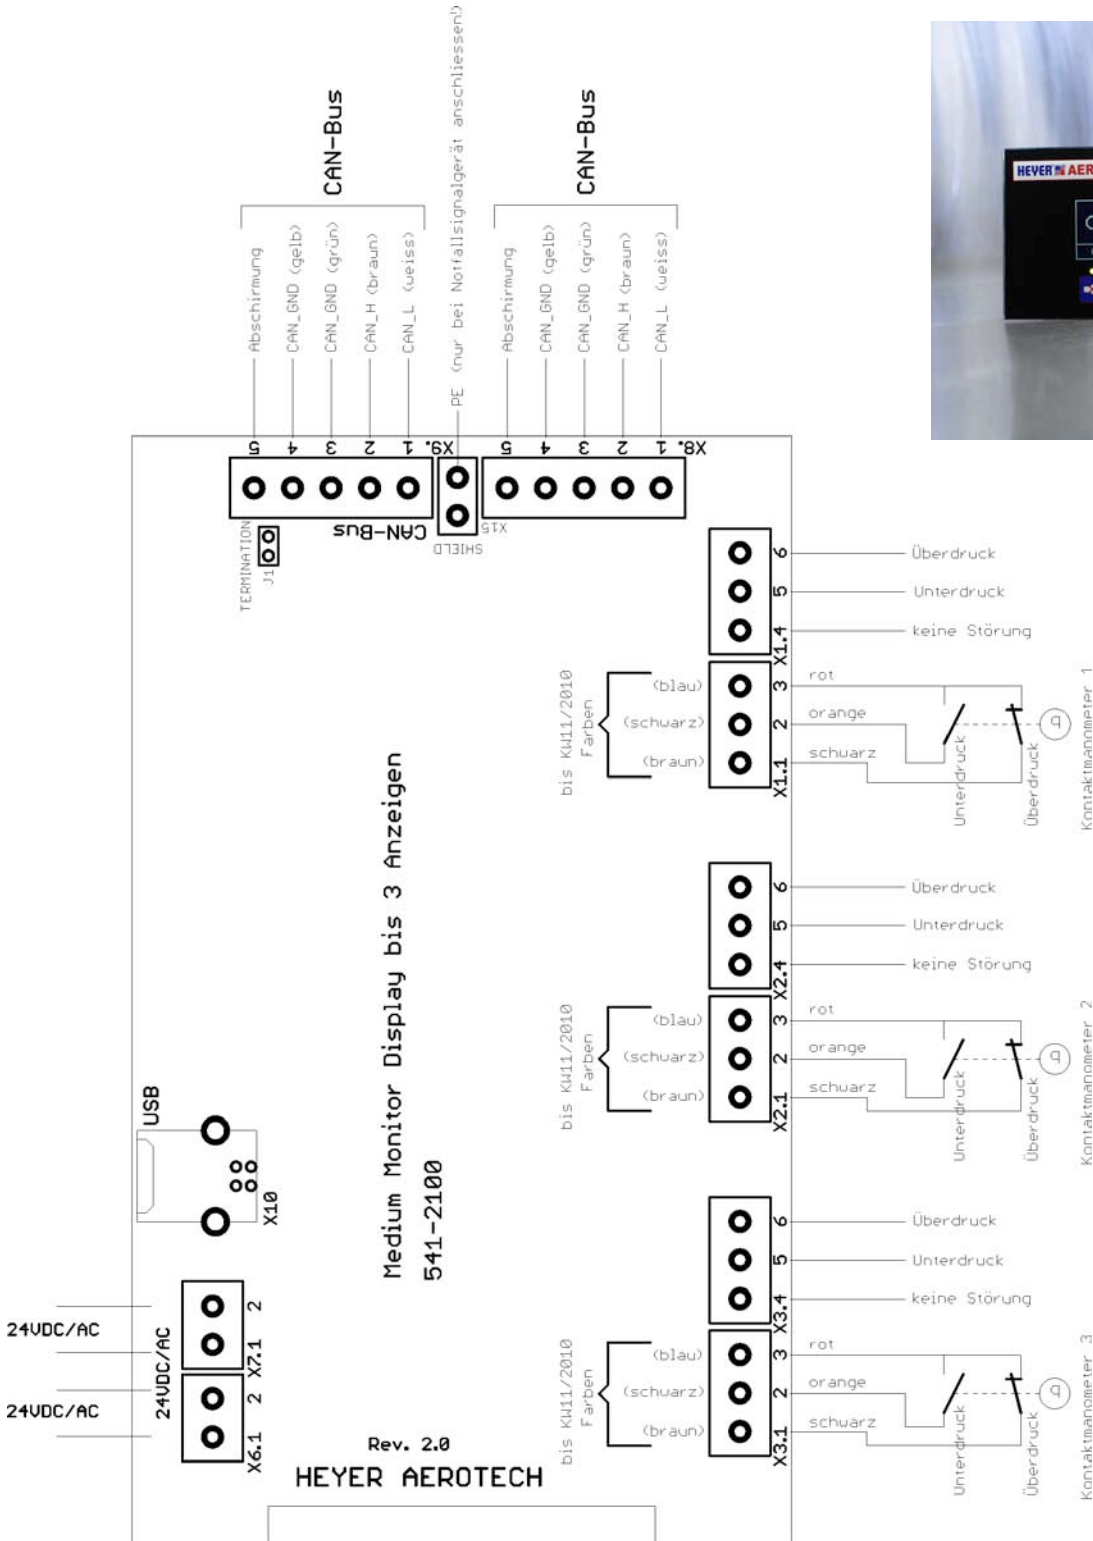 CAN-Bus
Abschirmung
CAN_GND (gelb)
CAN_GND (grün)
CAN_H (braun)
CAN_L (weiss)
PE (nur bei Notfallsignalgerät anschliessen!)
CAN-Bus
Abschirmung
CAN_GND (gelb)
CAN_GND (grün)
CAN_H (braun)
CAN_L (weiss)
HEYER AER
5 4 3 2 1 X9.
5 4 3 2 1 X8.
CAN-Bus
X15
SHIELD
TERMINATION
J1
6 Überdruck
5 Unterdruck
X1.4 keine Störung
bis KW11/2010
Farben
(blau) 3 rot
(schwarz) 2 orange
(braun) X1.1 schwarz
Unterdruck
Überdruck
q
Kontaktmanometer 1
6 Überdruck
5 Unterdruck
X2.4 keine Störung
bis KW11/2010
Farben
(blau) 3 rot
(schwarz) 2 orange
(braun) X2.1 schwarz
Unterdruck
Überdruck
q
Kontaktmanometer 2
6 Überdruck
5 Unterdruck
X3.4 keine Störung
bis KW11/2010
Farben
(blau) 3 rot
(schwarz) 2 orange
(braun) X3.1 schwarz
Unterdruck
Überdruck
q
Kontaktmanometer 3
Medium Monitor Display bis 3 Anzeigen
541-2100
USB
X10
24VDC/AC
24VDC/AC
24VDC/AC
2
X7.1
2
X6.1
Rev. 2.0
HEYER AEROTECH